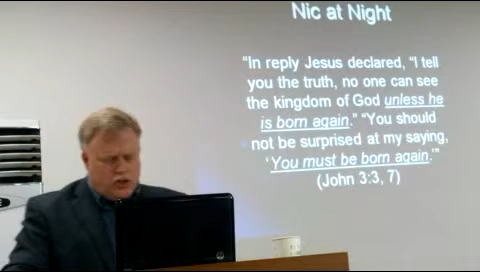 Nic at Night
"In reply Jesus declared, "I tell
you the truth, no one can see
the kingdom of God unless he
is born again." "You should
not be surprised at my saying,
'You must be born again.'"
(John 3:3, 7)